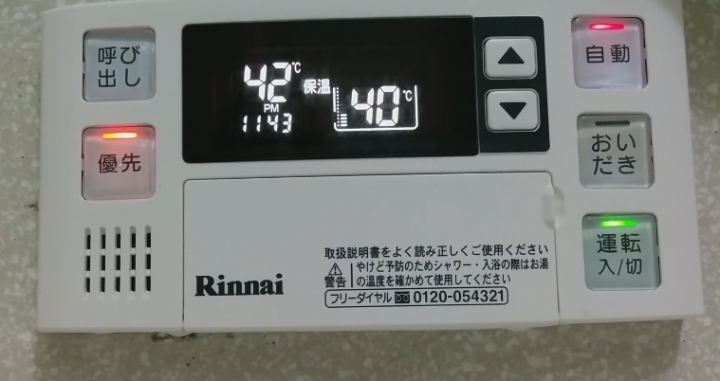 呼び
出し
優先
42℃
保温
40℃
PM
11:43
▲
▼
自動
おい
だき
運転
入/切
Rinnai
取扱説明書をよく読み正しくご使用ください
警告
やけど予防のためシャワー・入浴の際はお湯
の温度を確かめて使用してください
フリーダイヤル 0120-054321